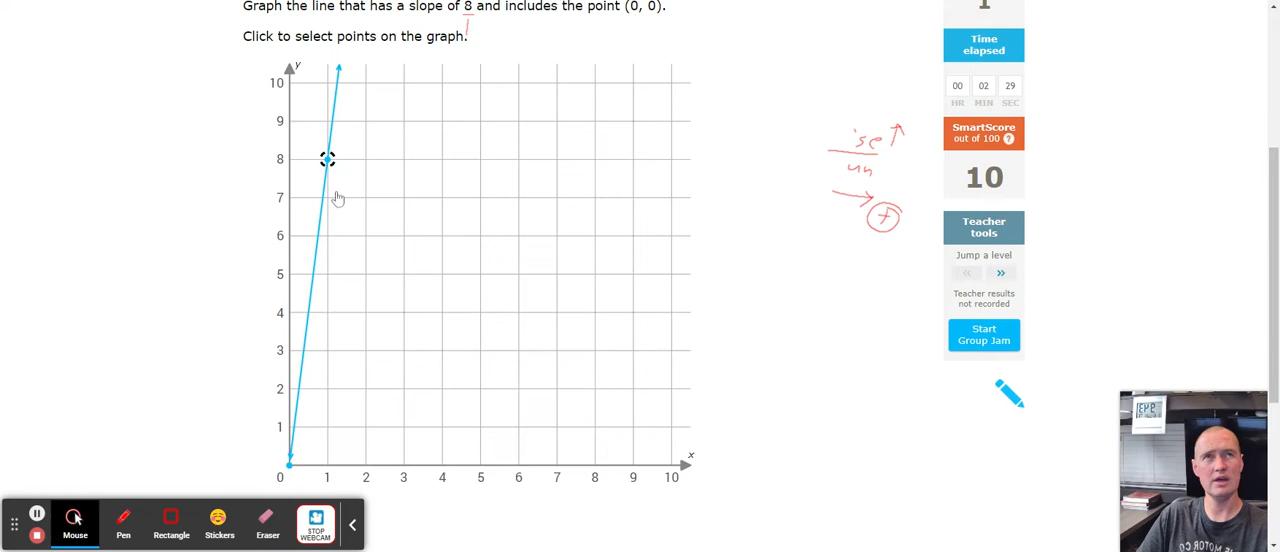 Graph the line that has a slope of 8 and includes the point (0, 0).
1
Click to select points on the graph.
y
10
9
8
7
6
5
4
3
2
1
0 1 2 3 4 5 6 7 8 9 10
x
1
Time elapsed
00 02 29
HR MIN SEC
SmartScore
out of 100 ?
10
Teacher tools
Jump a level
« »
Teacher results
not recorded
Start
Group Jam
+
Mouse Pen Rectangle Stickers Eraser STOP WEBCAM